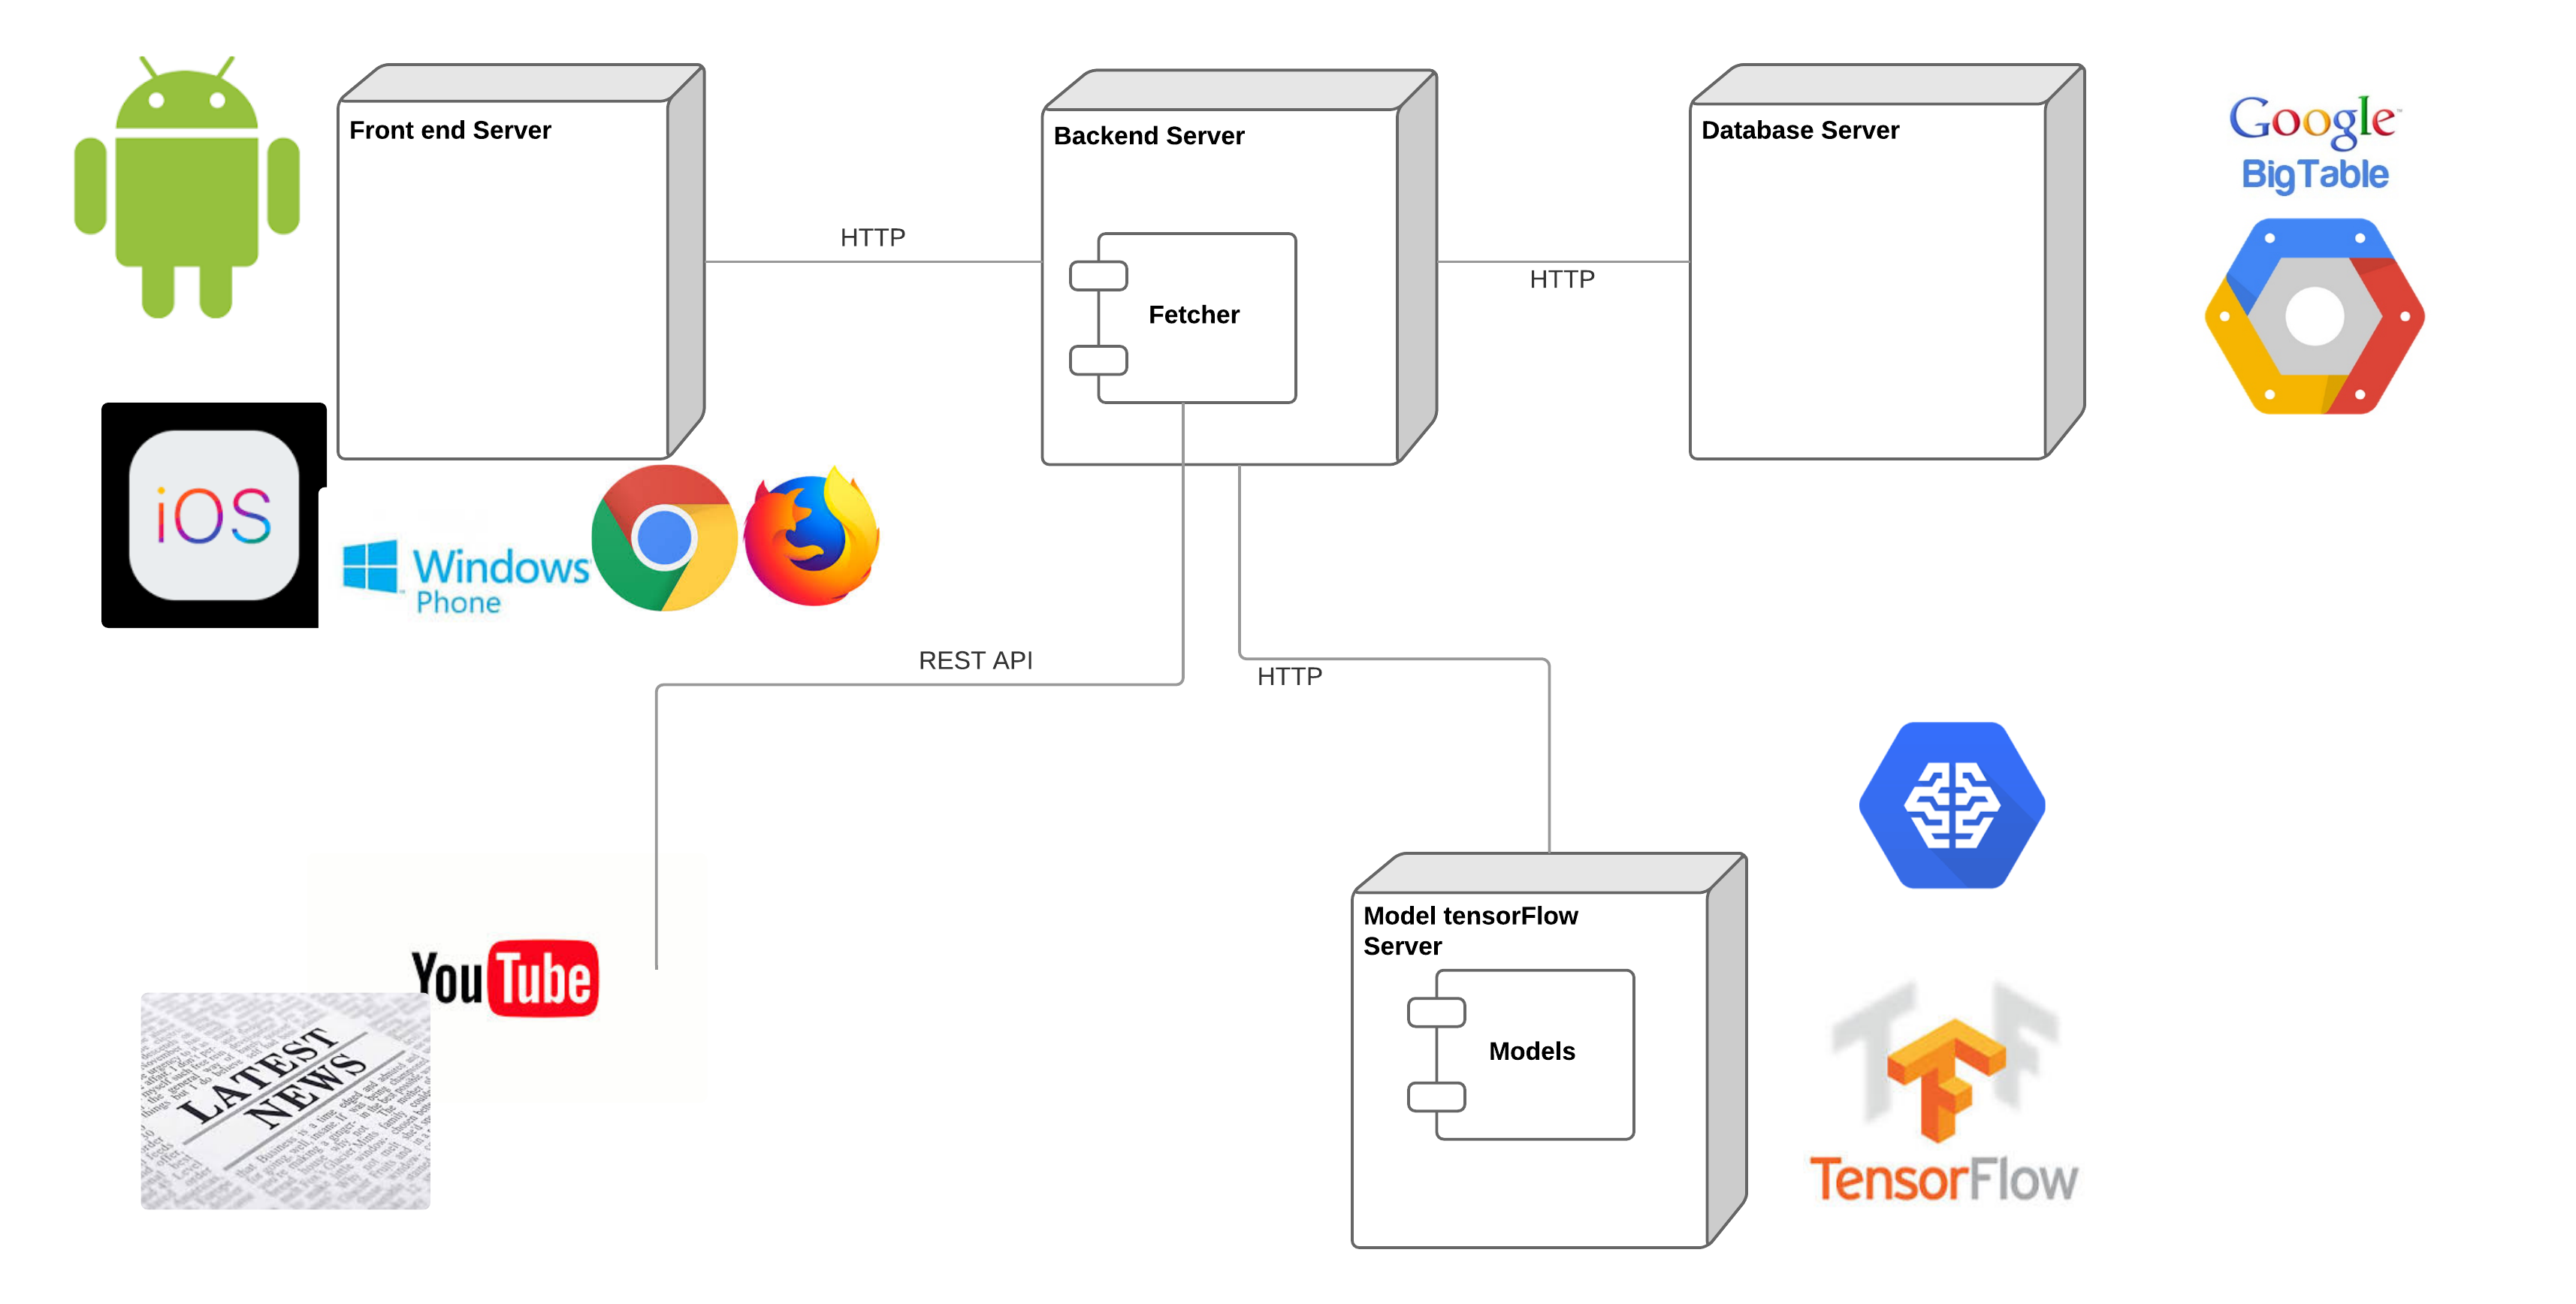 Front end Server
Backend Server
Database Server
Google
BigTable
HTTP
HTTP
Fetcher
iOS
Windows
Phone
REST API
HTTP
Model tensorFlow
Server
Models
YouTube
LATEST
NEWS
TF
TensorFlow